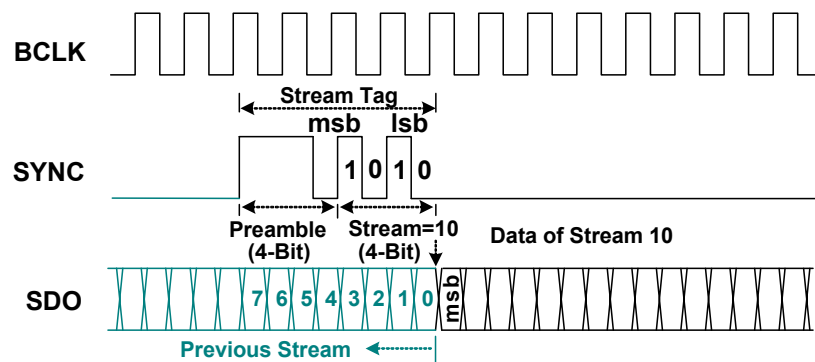 BCLK
Stream Tag
msb lsb
SYNC
1 0 1 0
Preamble
(4-Bit)
Stream=10
(4-Bit)
Data of Stream 10
SDO
7 6 5 4 3 2 1 0 msb
Previous Stream